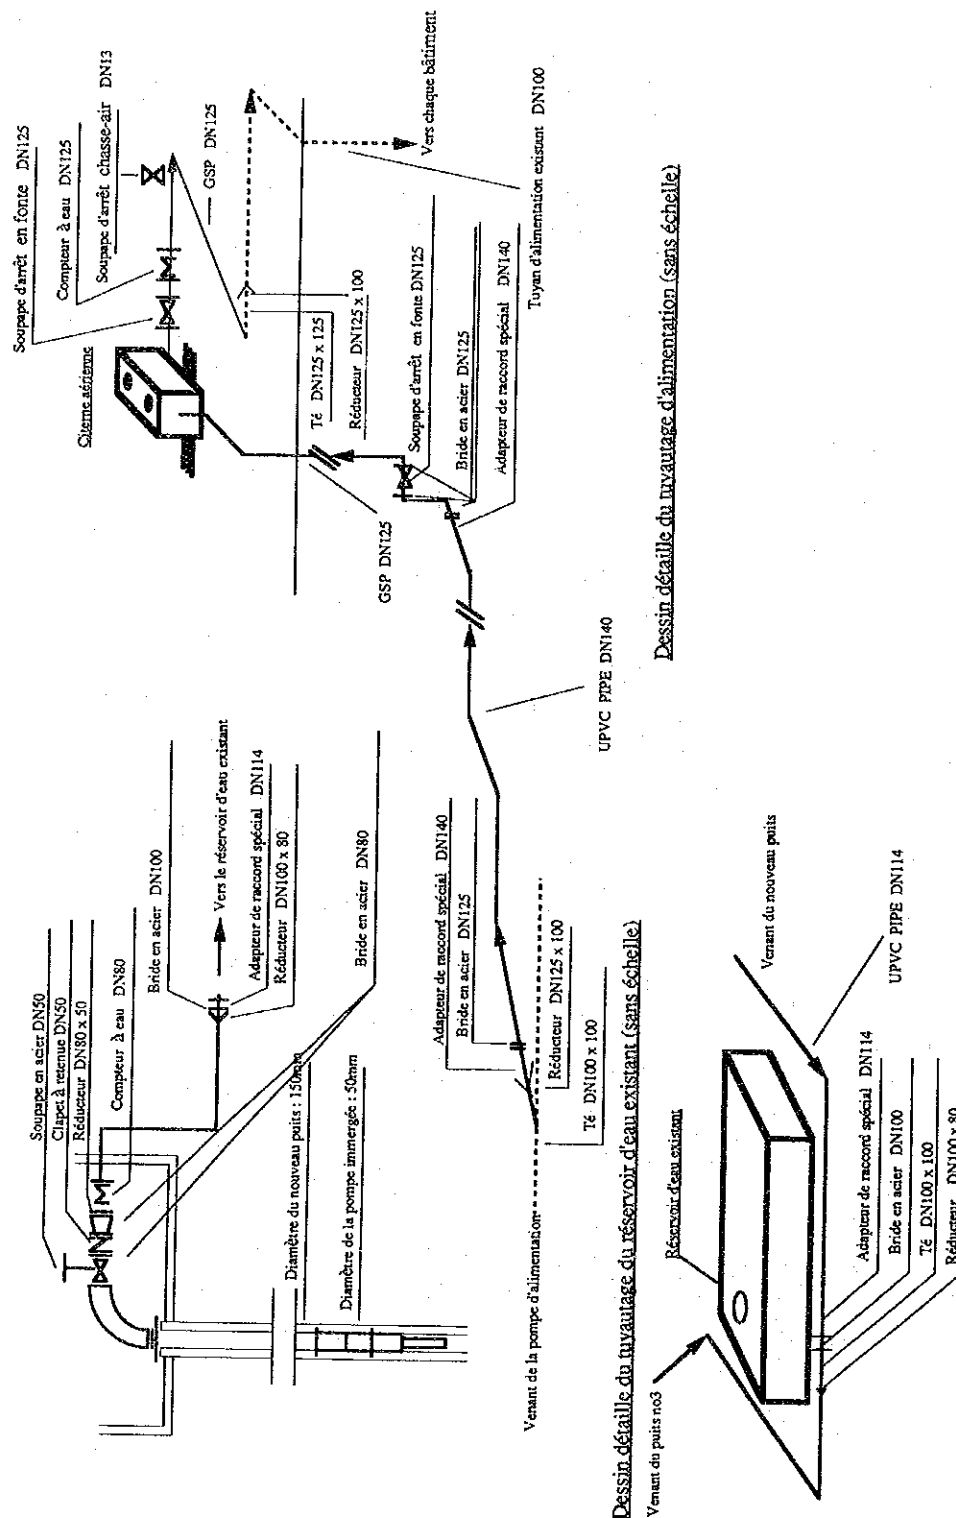 Soupape en acier DN50
Clapet à retenue DN50
Réducteur DN80 x 50
Compteur à eau DN80
Bride en acier DN100
Vers le réservoir d'eau existant
Adapteur de raccord spécial DN114
Réducteur DN100 x 80
Bride en acier DN80
Diamètre du nouveau puits : 150mm
Diamètre de la pompe immergée : 50mm
Soupape d'arrêt en fonte DN125
Compteur à eau DN125
Soupape d'arrêt chasse-air DN13
Citerne aérienne
GSP DN125
Té DN125 x 125
Réducteur DN125 x 100
Vers chaque bâtiment
Tuyan d'alimentation existant DN100
GSP DN125
Soupape d'arrêt en fonte DN125
Bride en acier DN125
Adapteur de raccord spécial DN140
UPVC PIPE DN140
Adapteur de raccord spécial DN140
Bride en acier DN125
Réducteur DN125 x 100
Té DN100 x 100
Venant de la pompe d'alimentation
Dessin détaille du tuyautage d'alimentation (sans échelle)
Dessin détaille du tuyautage du réservoir d'eau existant (sans échelle)
Venant du puits no3
Réservoir d'eau existant
Venant du nouveau puits
UPVC PIPE DN114
Adapteur de raccord spécial DN114
Bride en acier DN100
Té DN100 x 100
Réducteur DN100 x 80